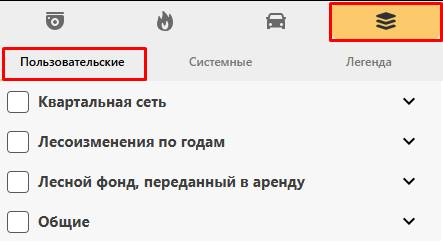 Пользовательские Системные Легенда
Квартальная сеть
Лесоизменения по годам
Лесной фонд, переданный в аренду
Общие